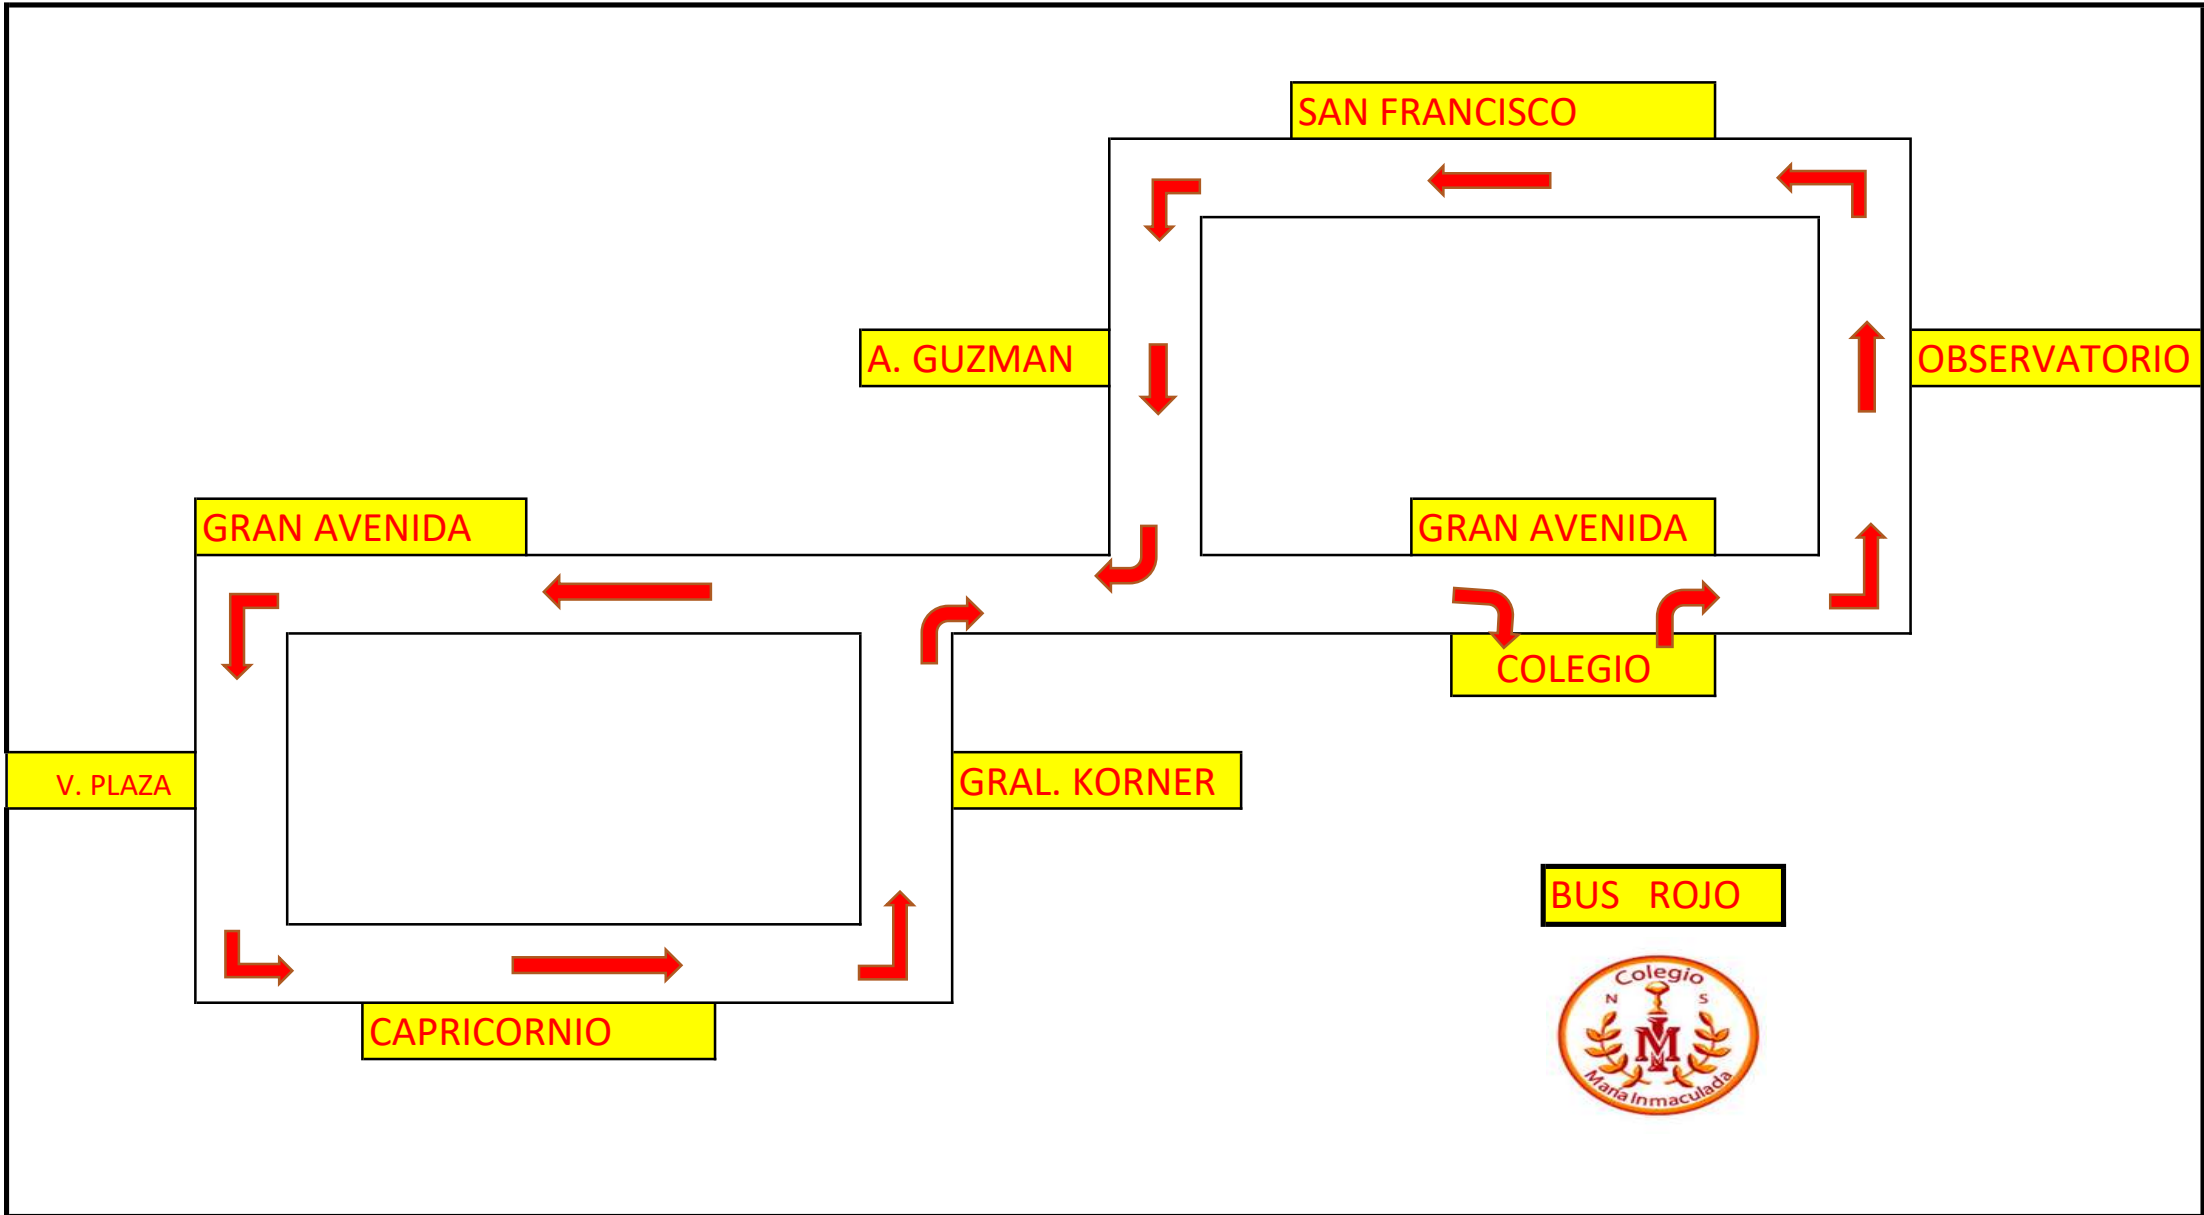 SAN FRANCISCO
A. GUZMAN
OBSERVATORIO
GRAN AVENIDA
GRAN AVENIDA
COLEGIO
V. PLAZA
GRAL. KORNER
BUS ROJO
CAPRICORNIO
Colegio
N S
M
María Inmaculada